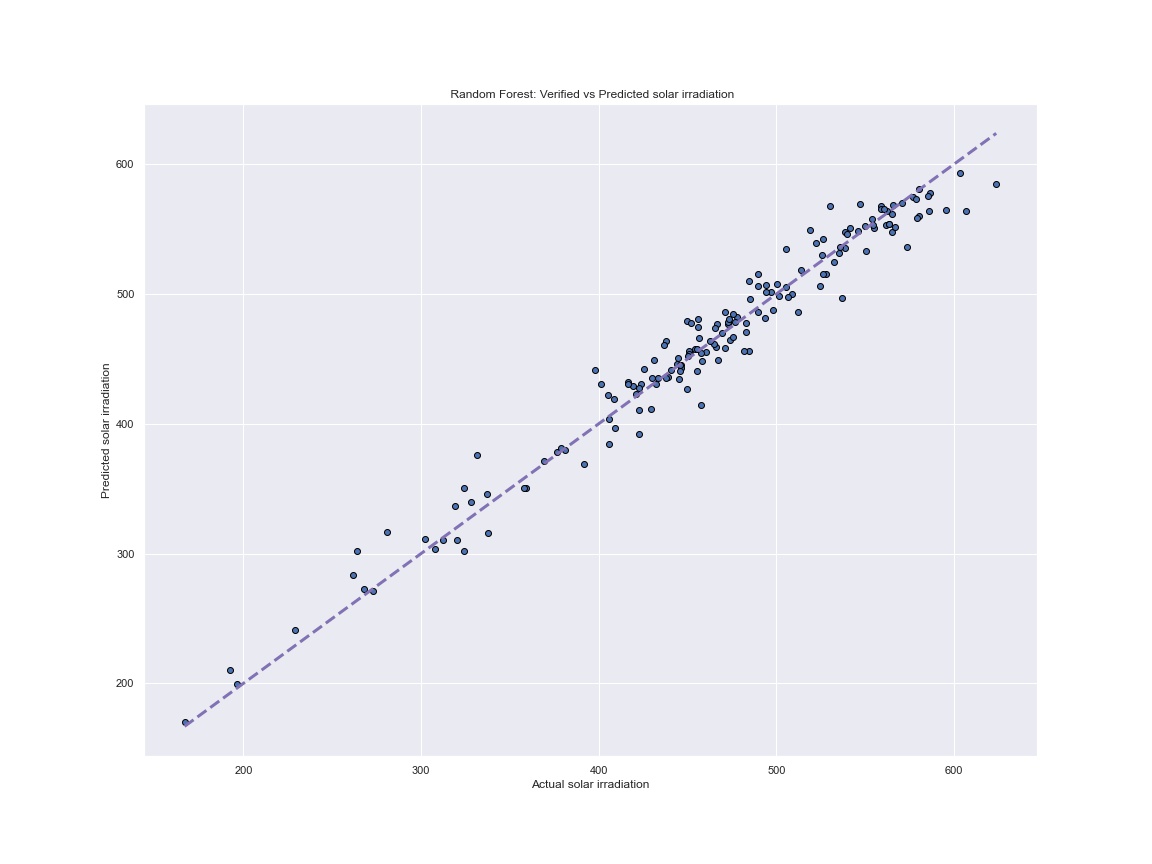 Random Forest: Verified vs Predicted solar irradiation
Predicted solar irradiation
600
500
400
300
200
200 300 400 500 600
Actual solar irradiation